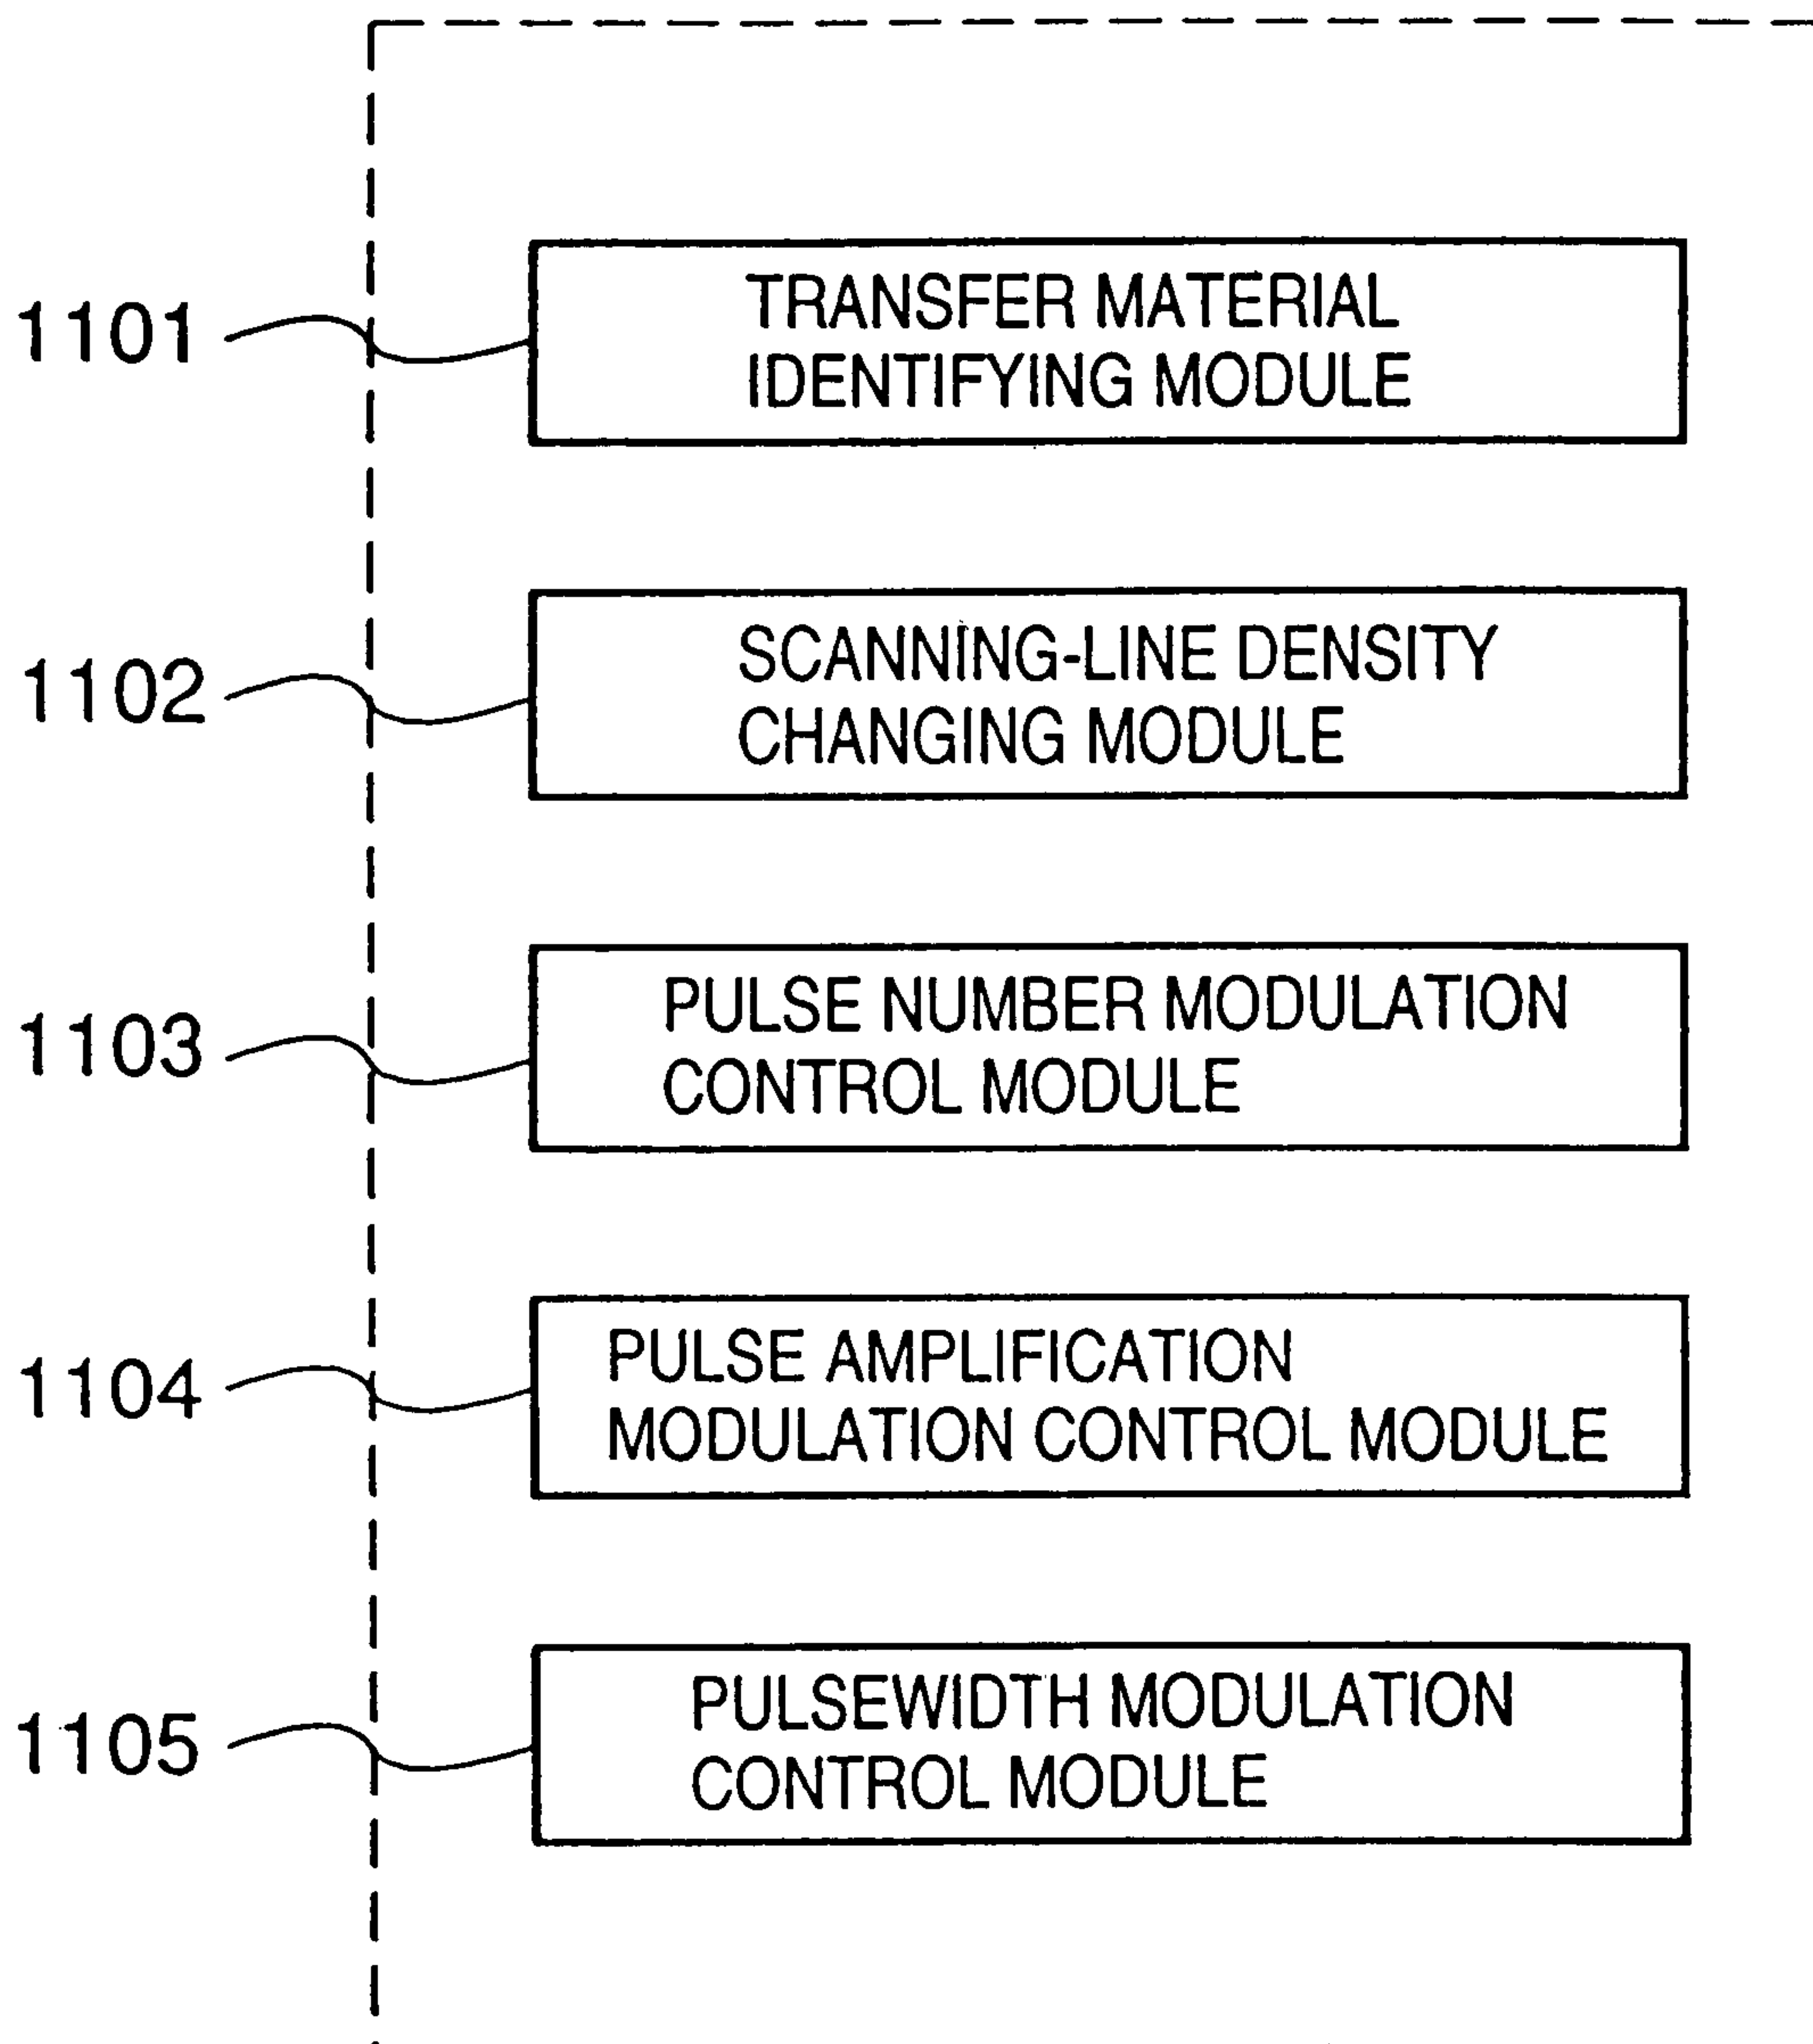 1101
TRANSFER MATERIAL
IDENTIFYING MODULE
1102
SCANNING-LINE DENSITY
CHANGING MODULE
1103
PULSE NUMBER MODULATION
CONTROL MODULE
1104
PULSE AMPLIFICATION
MODULATION CONTROL MODULE
1105
PULSEWIDTH MODULATION
CONTROL MODULE